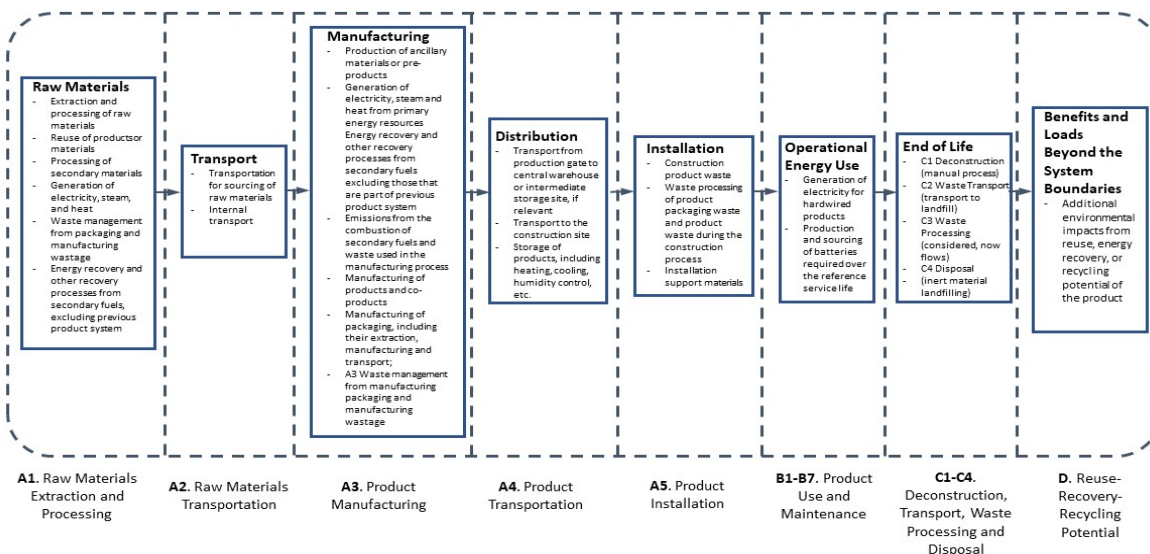 Raw Materials
- Extraction and
processing of raw
materials
- Reuse of productsor
materials
- Processing of
secondary materials
- Generation of
electricity, steam,
and heat
- Waste management
from packaging and
manufacturing
wastage
- Energy recovery and
other recovery
processes from
secondary fuels,
excluding previous
product system
Transport
- Transportation
for sourcing of
raw materials
- Internal
transport
Manufacturing
- Production of ancillary
materials or pre-
products
- Generation of
electricity, steam and
heat from primary
energy resources
Energy recovery and
other recovery
processes from
secondary fuels
excluding those that
are part of previous
product system
- Emissions from the
combustion of
secondary fuels and
waste used in the
manufacturing process
- Manufacturing of
products and co-
products
- Manufacturing of
packaging, including
their extraction,
manufacturing and
transport;
- A3 Waste management
from manufacturing
packaging and
manufacturing
wastage
Distribution
- Transport from
production gate to
central warehouse
or intermediate
storage site, if
relevant
- Transport to the
construction site
- Storage of
products, including
heating, cooling,
humidity control,
etc.
Installation
- Construction
product waste
- Waste processing
of product
packaging waste
and product waste
during the
construction
process
- Installation
support materials
Operational
Energy Use
- Generation of
electricity for
hardwired
products
- Production
and sourcing
of batteries
required over
the reference
service life
End of Life
- C1 Deconstruction
(manual process)
- C2 Waste Transport
(transport to
landfill)
- C3 Waste
Processing
(considered, now
flows)
- C4 Disposal
- (inert material
landfilling)
Benefits and
Loads
Beyond the
System
Boundaries
- Additional
environmental
impacts from
reuse, energy
recovery, or
recycling
potential of
the product
A1. Raw Materials
Extraction and
Processing
A2. Raw Materials
Transportation
A3. Product
Manufacturing
A4. Product
Transportation
A5. Product
Installation
B1-B7. Product
Use and
Maintenance
C1-C4.
Deconstruction,
Transport, Waste
Processing and
Disposal
D. Reuse-
Recovery-
Recycling
Potential